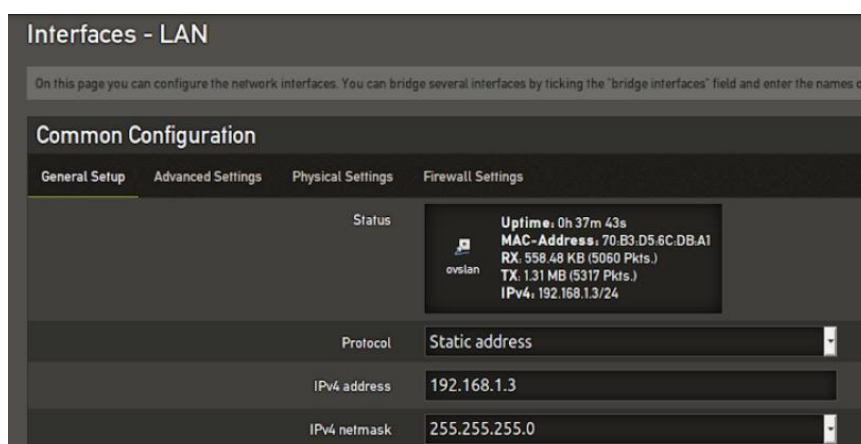 Interfaces - LAN
On this page you can configure the network interfaces. You can bridge several interfaces by ticking the "bridge interfaces" field and enter the names
Common Configuration
General Setup Advanced Settings Physical Settings Firewall Settings
Status
ovslan
Uptime: 0h 37m 43s
MAC-Address: 70:B3:D5:6C:DB:A1
RX: 558.48 KB (5060 Pkts.)
TX: 1.31 MB (5317 Pkts.)
IPv4: 192.168.1.3/24
Protocol Static address
IPv4 address 192.168.1.3
IPv4 netmask 255.255.255.0